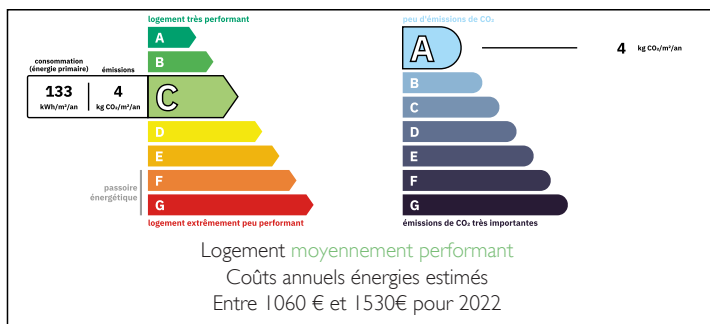 logement très performant
A
B
consommation
(énergie primaire)
émissions
133
kWh/m²/an
4
kg CO₂/m²/an
C
D
E
F
G
passoire
énergétique
logement extrêmement peu performant
peu d'émissions de CO₂
A
4 kg CO₂/m²/an
B
C
D
E
F
G
émissions de CO₂ très importantes
Logement moyennement performant
Coûts annuels énergies estimés
Entre 1060 € et 1530€ pour 2022